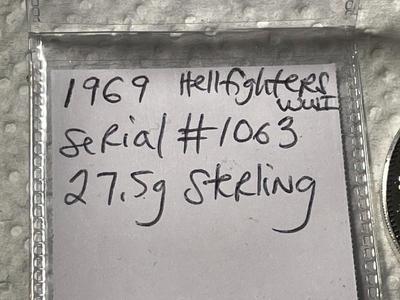 1969 Hellfighters
WWI
Serial #1063
27.5g Sterling